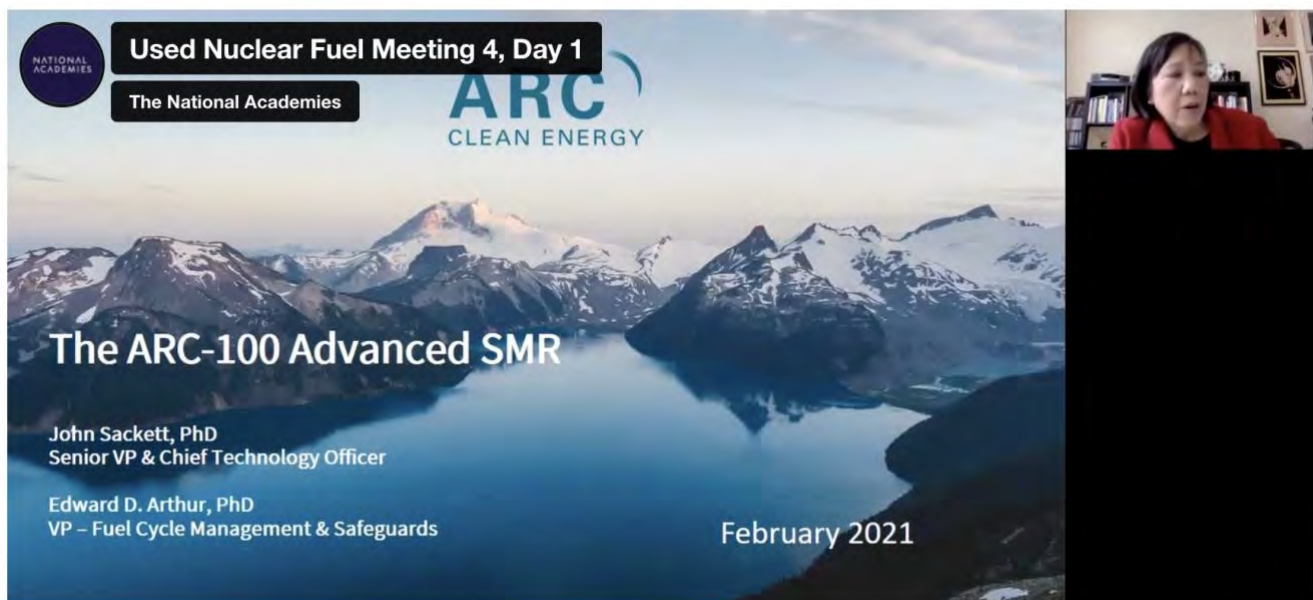 NATIONAL
ACADEMIES
Used Nuclear Fuel Meeting 4, Day 1
The National Academies
ARC
CLEAN ENERGY
The ARC-100 Advanced SMR
John Sackett, PhD
Senior VP & Chief Technology Officer
Edward D. Arthur, PhD
VP – Fuel Cycle Management & Safeguards
February 2021